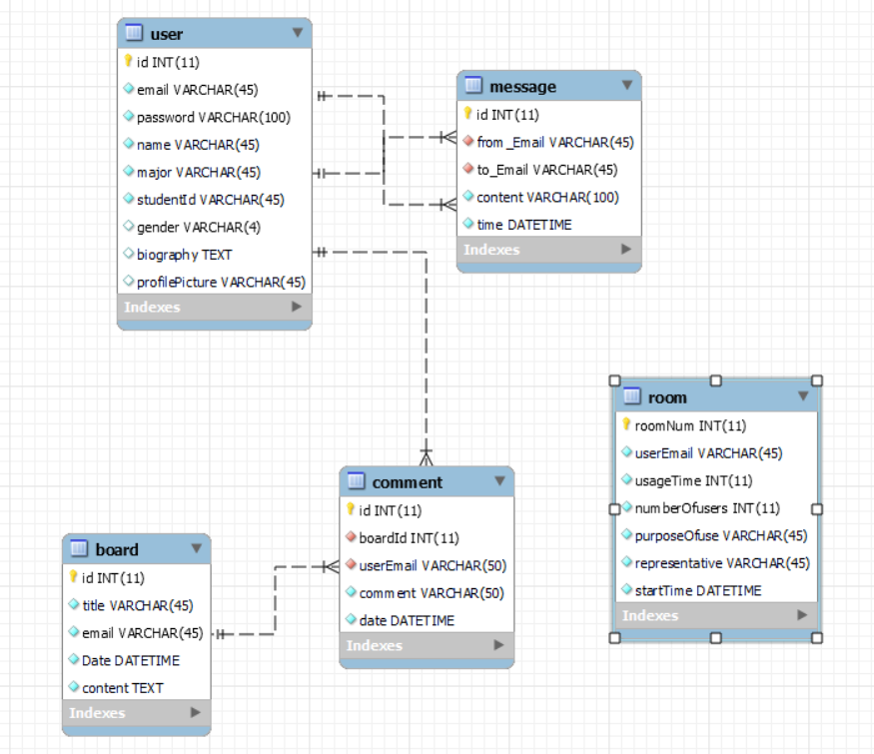 user
id INT(11)
email VARCHAR(45)
password VARCHAR(100)
name VARCHAR(45)
major VARCHAR(45)
studentId VARCHAR(45)
gender VARCHAR(4)
biography TEXT
profilePicture VARCHAR(45)
Indexes
message
id INT(11)
from_Email VARCHAR(45)
to_Email VARCHAR(45)
content VARCHAR(100)
time DATETIME
Indexes
room
roomNum INT(11)
userEmail VARCHAR(45)
usageTime INT(11)
numberOfusers INT(11)
purposeOfuse VARCHAR(45)
representative VARCHAR(45)
startTime DATETIME
Indexes
comment
id INT(11)
boardId INT(11)
userEmail VARCHAR(50)
comment VARCHAR(50)
date DATETIME
Indexes
board
id INT(11)
title VARCHAR(45)
email VARCHAR(45)
Date DATETIME
content TEXT
Indexes